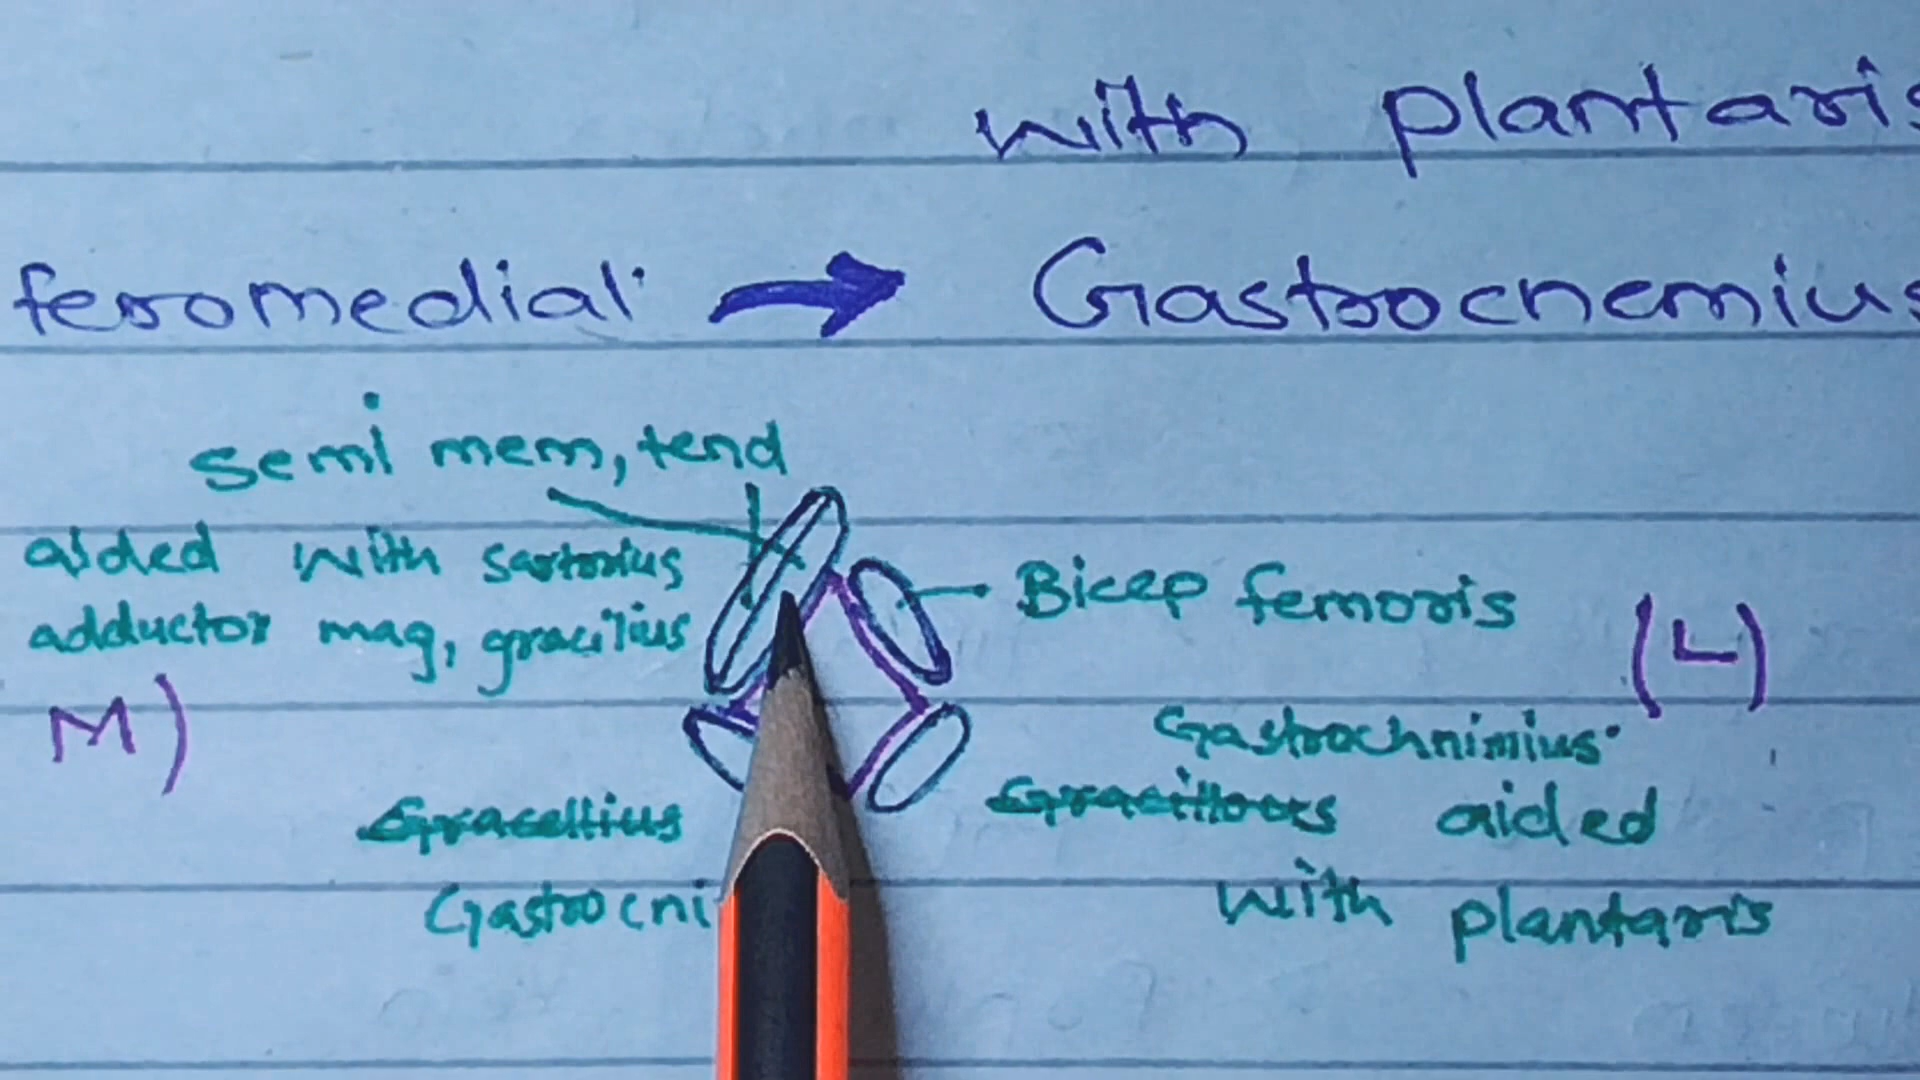 with plantaris
feromedial → Gastrocnemius
semi mem, tend
aided with sartorius
adductor mag, gracilius
Bicep femoris
(L)
M)
Gastrochnimius
Gracellius
aided
Gastrocni
with plantaris